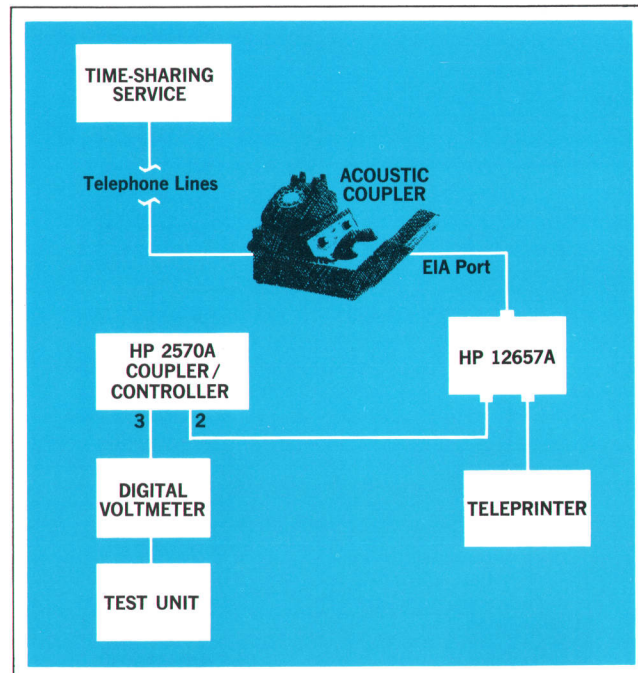 TIME-SHARING
SERVICE
Telephone Lines
ACOUSTIC
COUPLER
EIA Port
HP 2570A
COUPLER/
CONTROLLER
HP 12657A
3
2
DIGITAL
VOLTMETER
TELEPRINTER
TEST UNIT